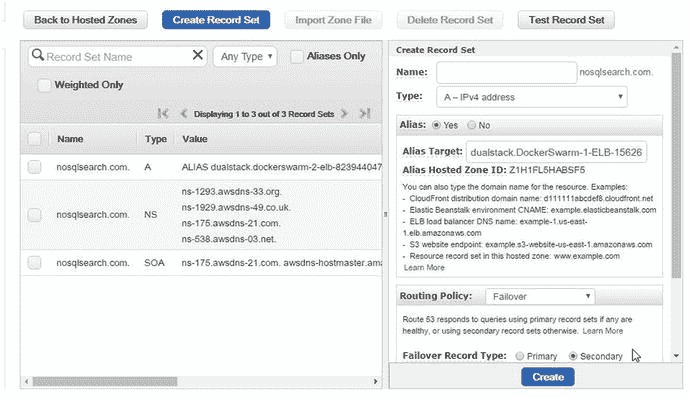 Back to Hosted Zones
Create Record Set
Import Zone File
Delete Record Set
Test Record Set
Record Set Name
Any Type
Aliases Only
Weighted Only
Displaying 1 to 3 out of 3 Record Sets
Name Type Value
nosqlsearch.com. A ALIAS dualstack.dockerswarm-2-elb-823944047
nosqlsearch.com. NS ns-1293.awsdns-33.org.
ns-1929.awsdns-49.co.uk.
ns-175.awsdns-21.com.
ns-538.awsdns-03.net.
nosqlsearch.com. SOA ns-175.awsdns-21.com. awsdns-hostmaster.ama
Create Record Set
Name: nosqlsearch.com.
Type: A – IPv4 address
Alias: Yes No
Alias Target: dualstack.DockerSwarm-1-ELB-15626
Alias Hosted Zone ID: Z1H1FL5HABSF5
You can also type the domain name for the resource. Examples:
- CloudFront distribution domain name: d111111abcdef8.cloudfront.net
- Elastic Beanstalk environment CNAME: example.elasticbeanstalk.com
- ELB load balancer DNS name: example-1.us-east-
1.elb.amazonaws.com
- S3 website endpoint: example.s3-website-us-east-1.amazonaws.com
- Resource record set in this hosted zone: www.example.com
Learn More
Routing Policy: Failover
Route 53 responds to queries using primary record sets if any are
healthy, or using secondary record sets otherwise. Learn More
Failover Record Type: Primary Secondary
Create